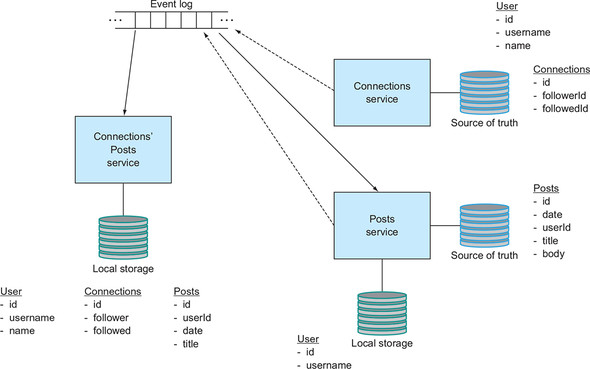 Event log
User
- id
- username
- name
Connections
service
Connections
- id
- followerId
- followedId
Source of truth
Connections'
Posts
service
Local storage
User
- id
- username
- name
Connections
- id
- follower
- followed
Posts
- id
- userId
- date
- title
Posts
service
Posts
- id
- date
- userId
- title
- body
Source of truth
Local storage
User
- id
- username